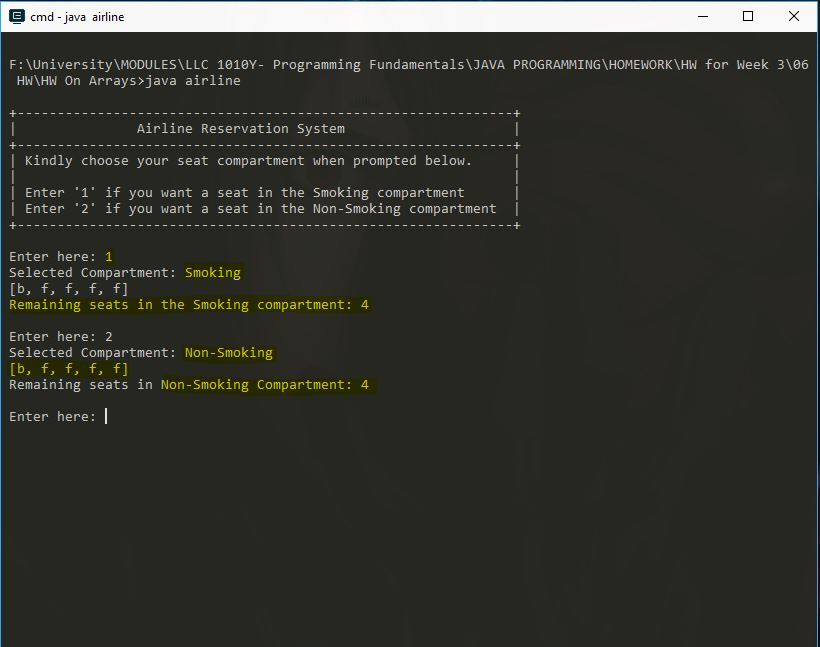 cmd - java airline
F:\University\MODULES\LLC 1010Y- Programming Fundamentals\JAVA PROGRAMMING\HOMEWORK\HW for Week 3\06
 HW\HW On Arrays>java airline
+--------------------------------------------------------------+
|               Airline Reservation System                     |
+--------------------------------------------------------------+
| Kindly choose your seat compartment when prompted below.     |
|                                                              |
| Enter '1' if you want a seat in the Smoking compartment      |
| Enter '2' if you want a seat in the Non-Smoking compartment  |
+--------------------------------------------------------------+
Enter here: 1
Selected Compartment: Smoking
[b, f, f, f, f]
Remaining seats in the Smoking compartment: 4
Enter here: 2
Selected Compartment: Non-Smoking
[b, f, f, f, f]
Remaining seats in Non-Smoking Compartment: 4
Enter here: